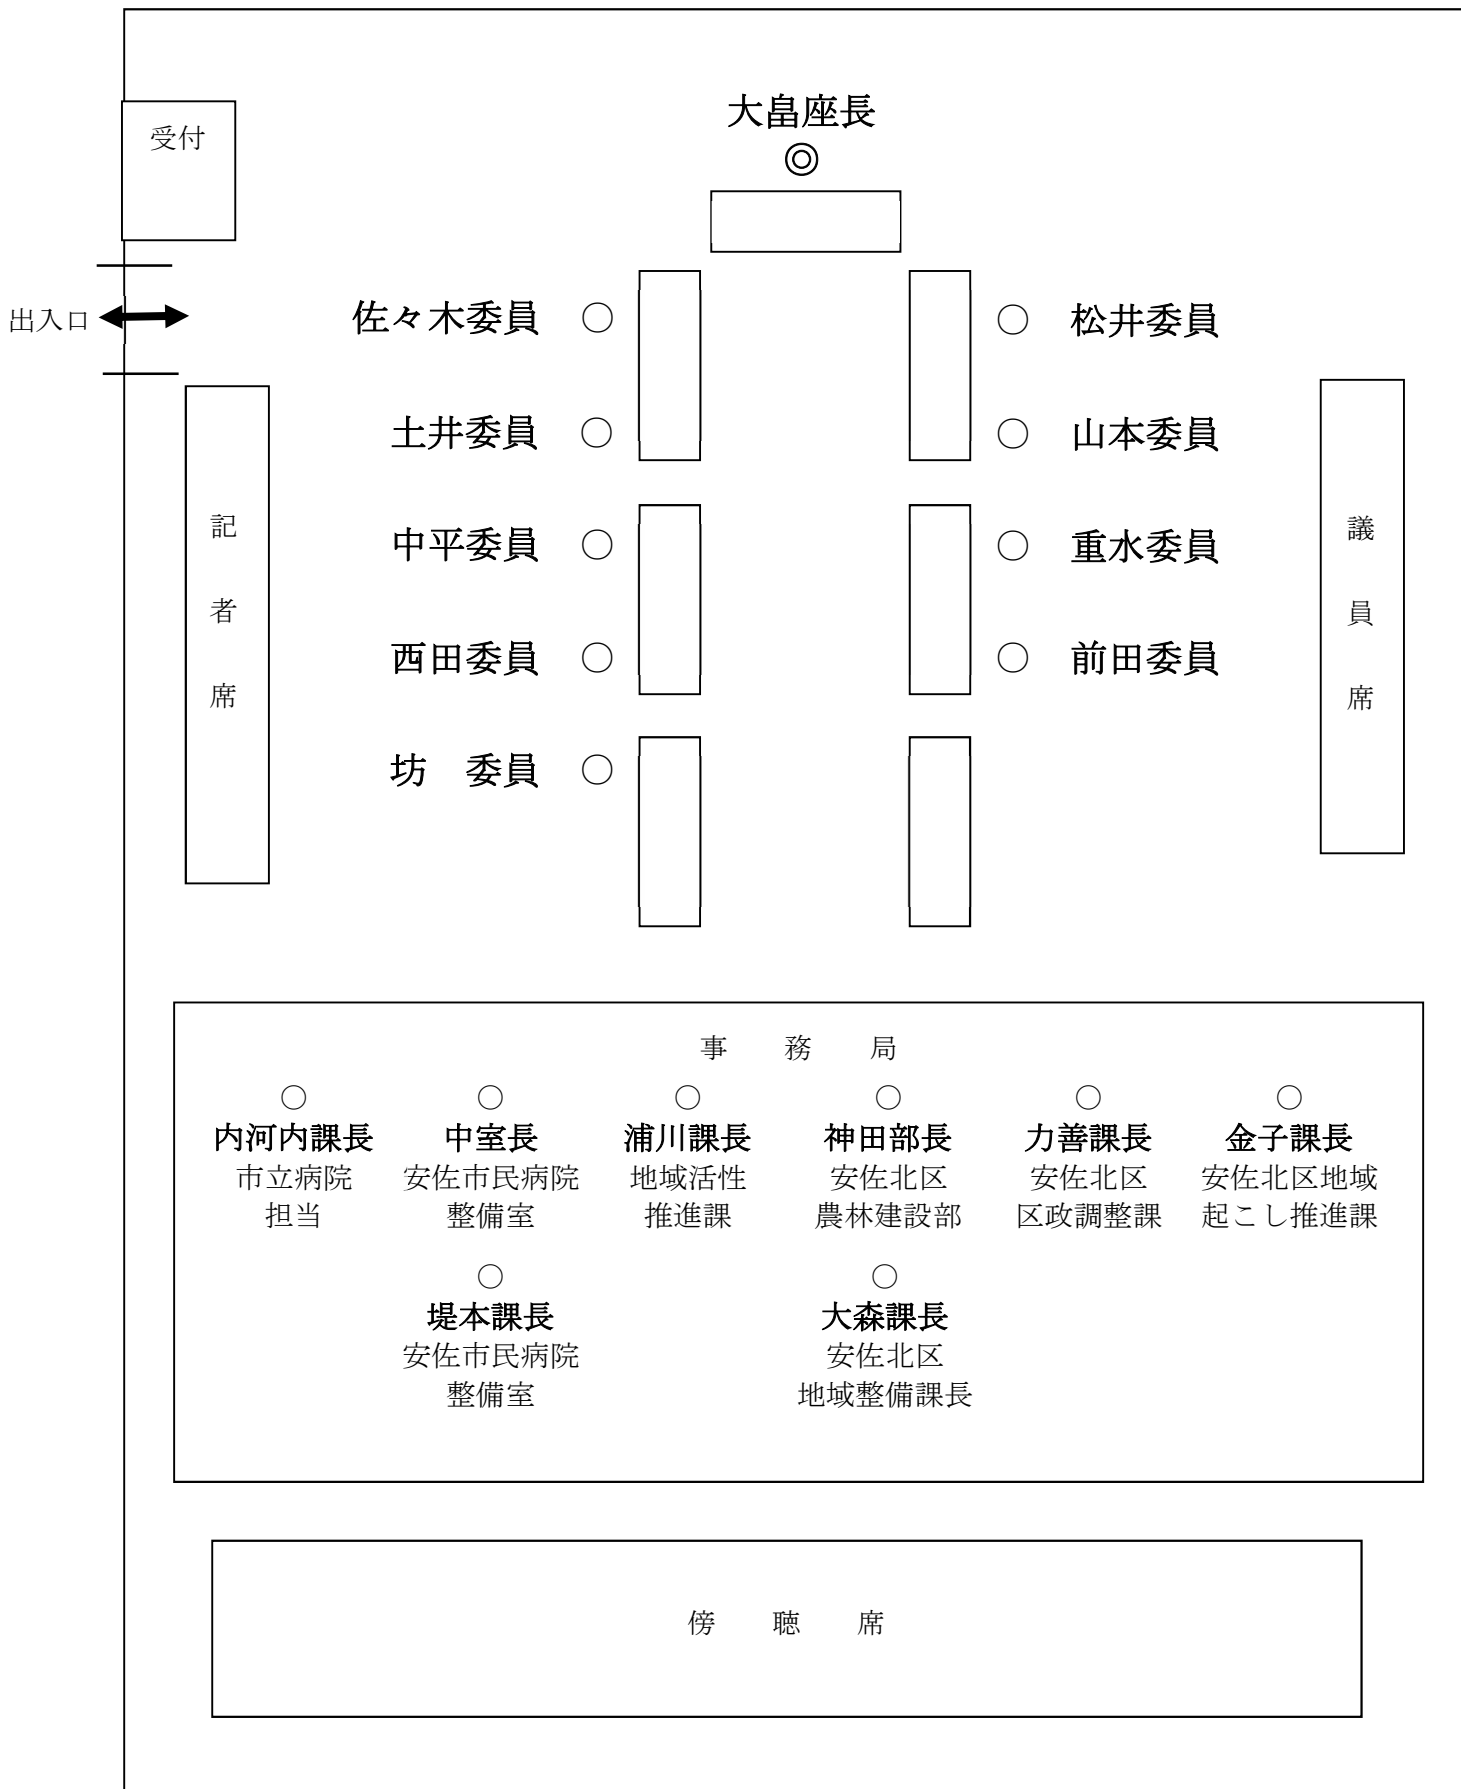 大畠座長
受付
出入口
佐々木委員
松井委員
土井委員
山本委員
中平委員
重水委員
西田委員
前田委員
坊　委員
記者席
議員席
事　務　局
内河内課長
市立病院
担当
中室長
安佐市民病院
整備室
浦川課長
地域活性
推進課
神田部長
安佐北区
農林建設部
力善課長
安佐北区
区政調整課
金子課長
安佐北区地域
起こし推進課
堤本課長
安佐市民病院
整備室
大森課長
安佐北区
地域整備課長
傍　聴　席